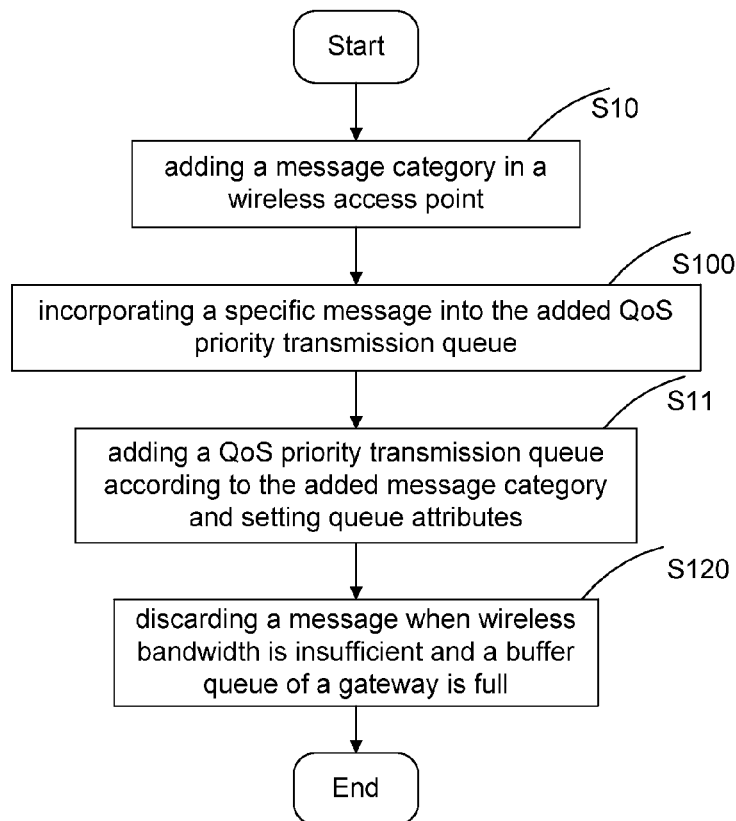 Start
S10
adding a message category in a
wireless access point
S100
incorporating a specific message into the added QoS
priority transmission queue
S11
adding a QoS priority transmission queue
according to the added message category
and setting queue attributes
S120
discarding a message when wireless
bandwidth is insufficient and a buffer
queue of a gateway is full
End